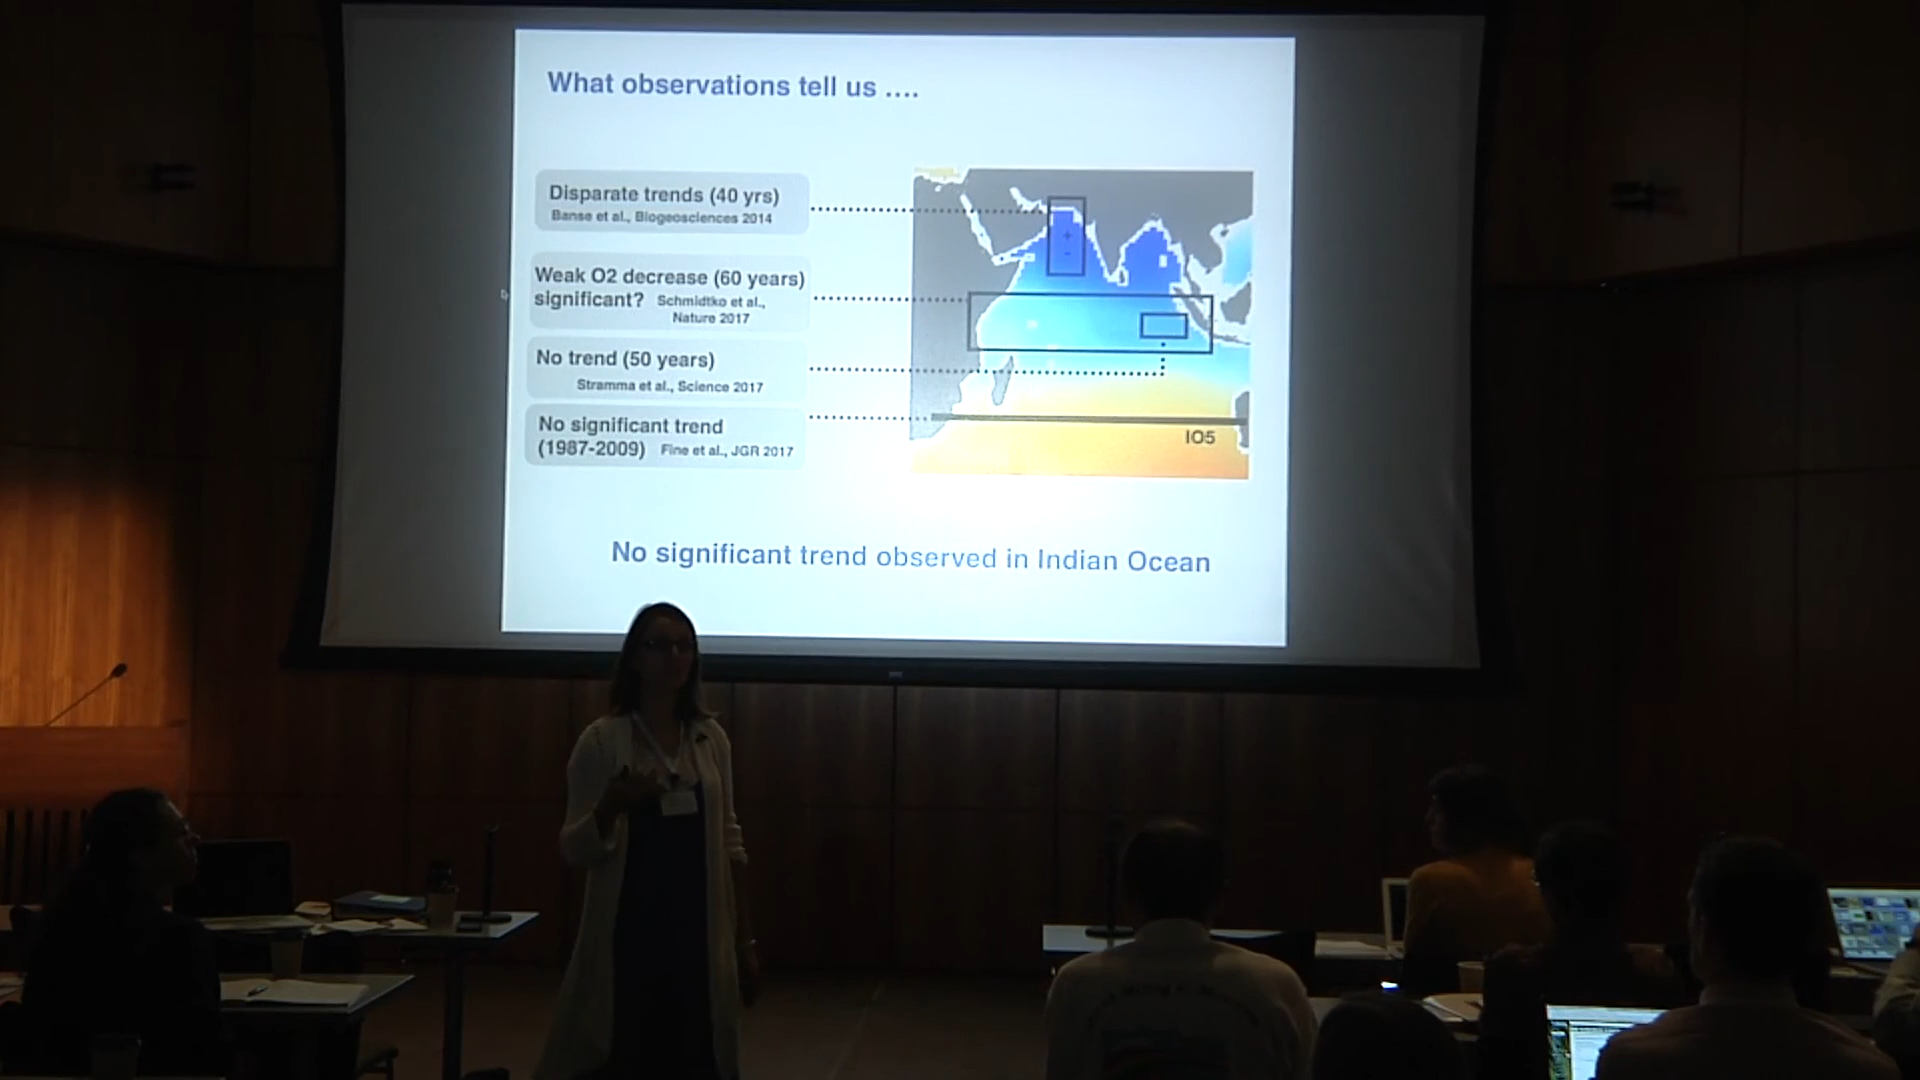 What observations tell us ....
Disparate trends (40 yrs)
Banse et al., Biogeosciences 2014
Weak O2 decrease (60 years)
significant? Schmidtko et al.,
Nature 2017
No trend (50 years)
Stramma et al., Science 2017
No significant trend
(1987-2009) Fine et al., JGR 2017
+
-
IO5
No significant trend observed in Indian Ocean